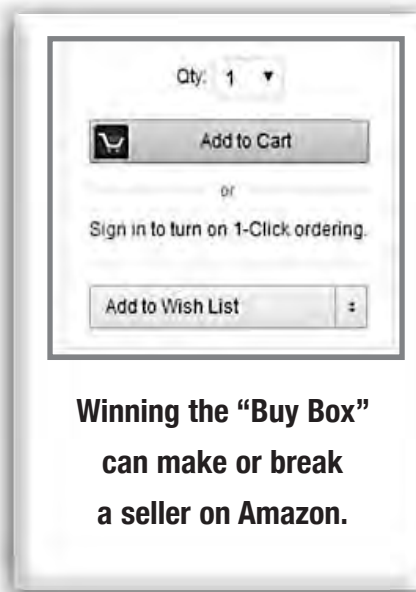 Qty: 1
Add to Cart
or
Sign in to turn on 1-Click ordering.
Add to Wish List
Winning the “Buy Box”
can make or break
a seller on Amazon.